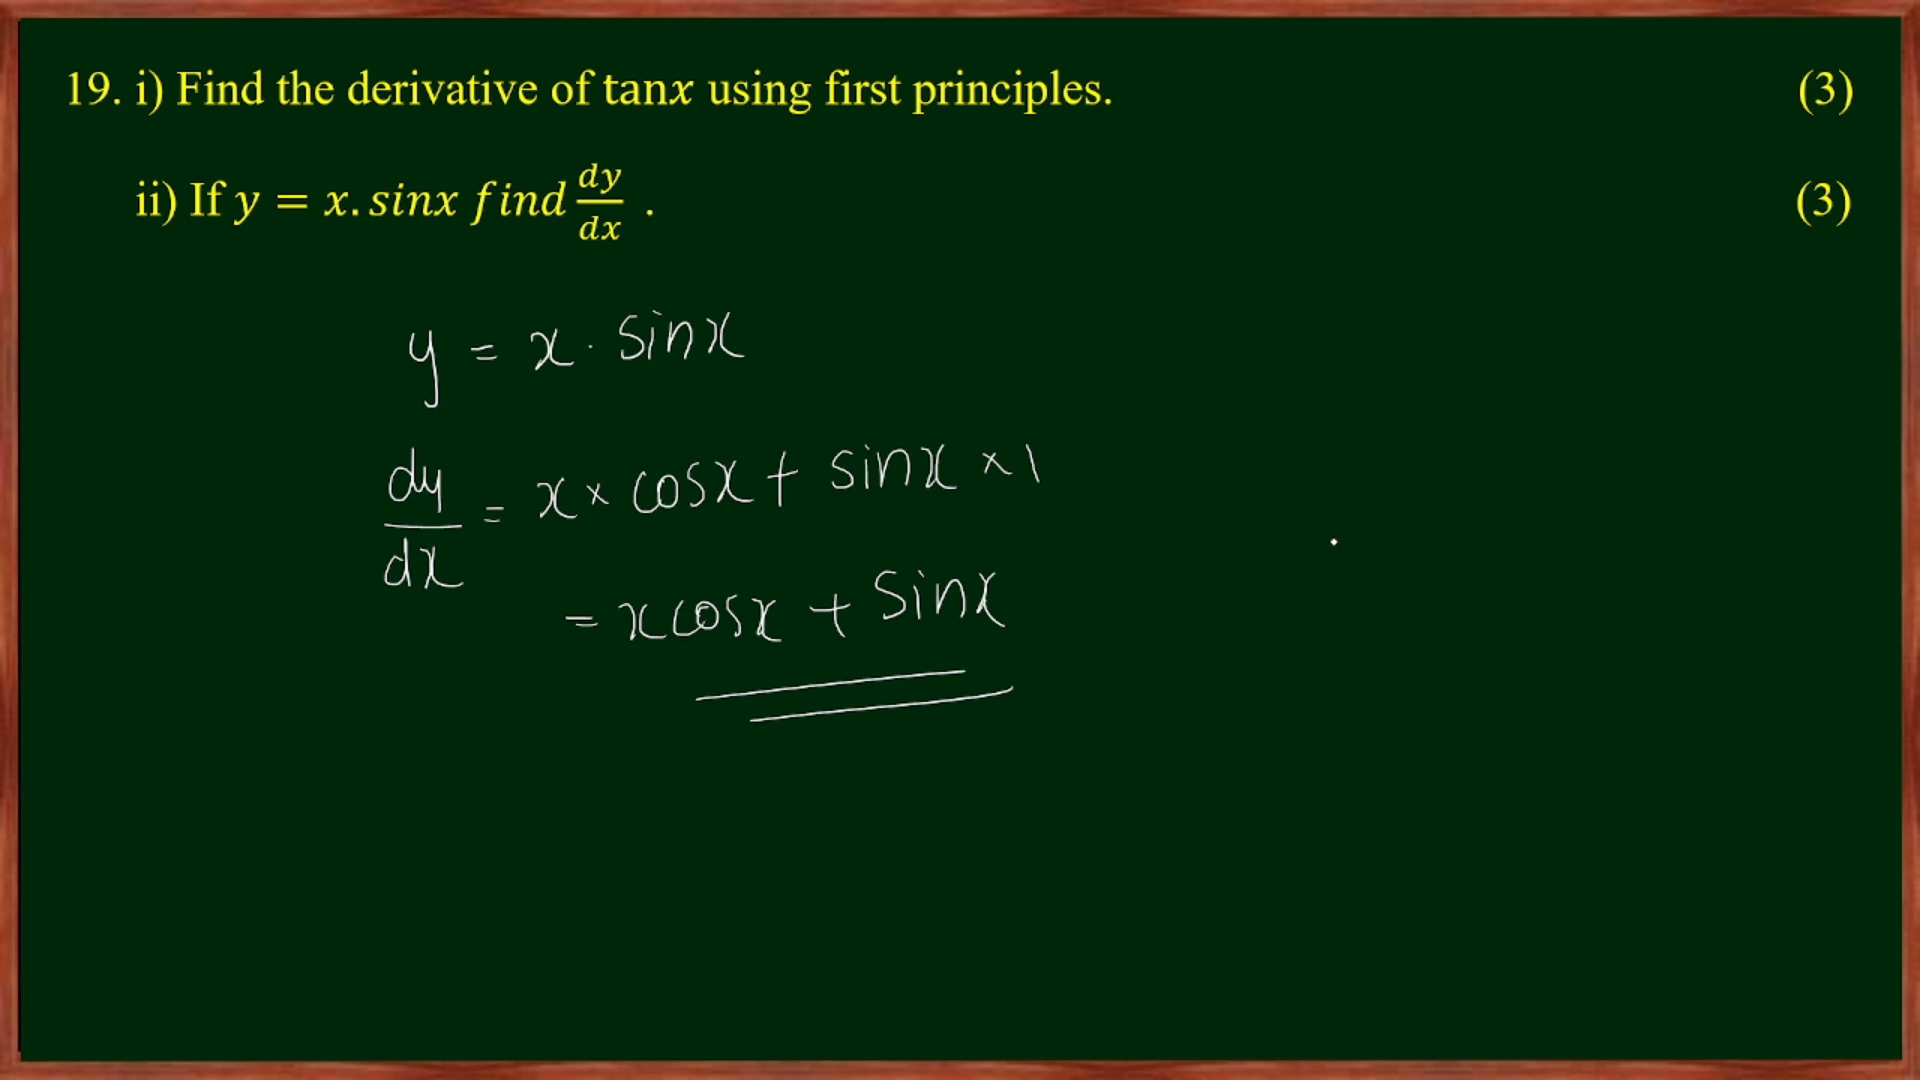 19. i) Find the derivative of tanx using first principles. (3)
ii) If y = x. sinx find dy/dx . (3)
y = x · sinx
dy/dx = x × cosx + sinx × 1
= xcosx + sinx